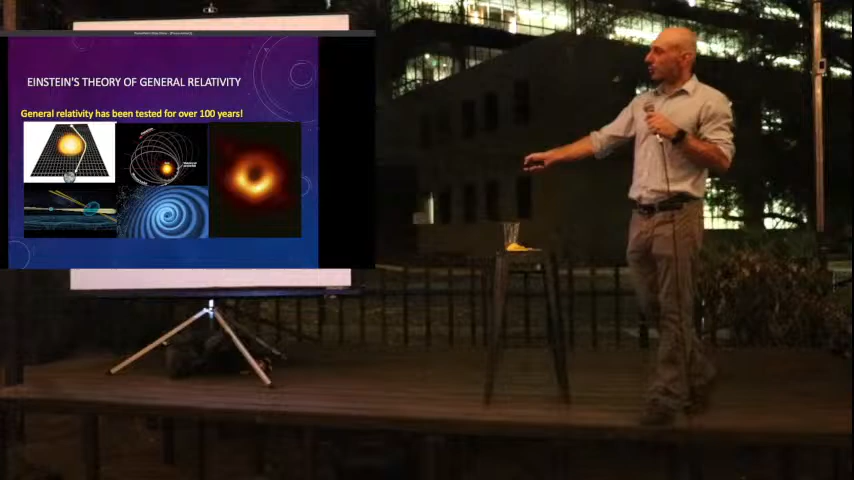 EINSTEIN'S THEORY OF GENERAL RELATIVITY
General relativity has been tested for over 100 years!